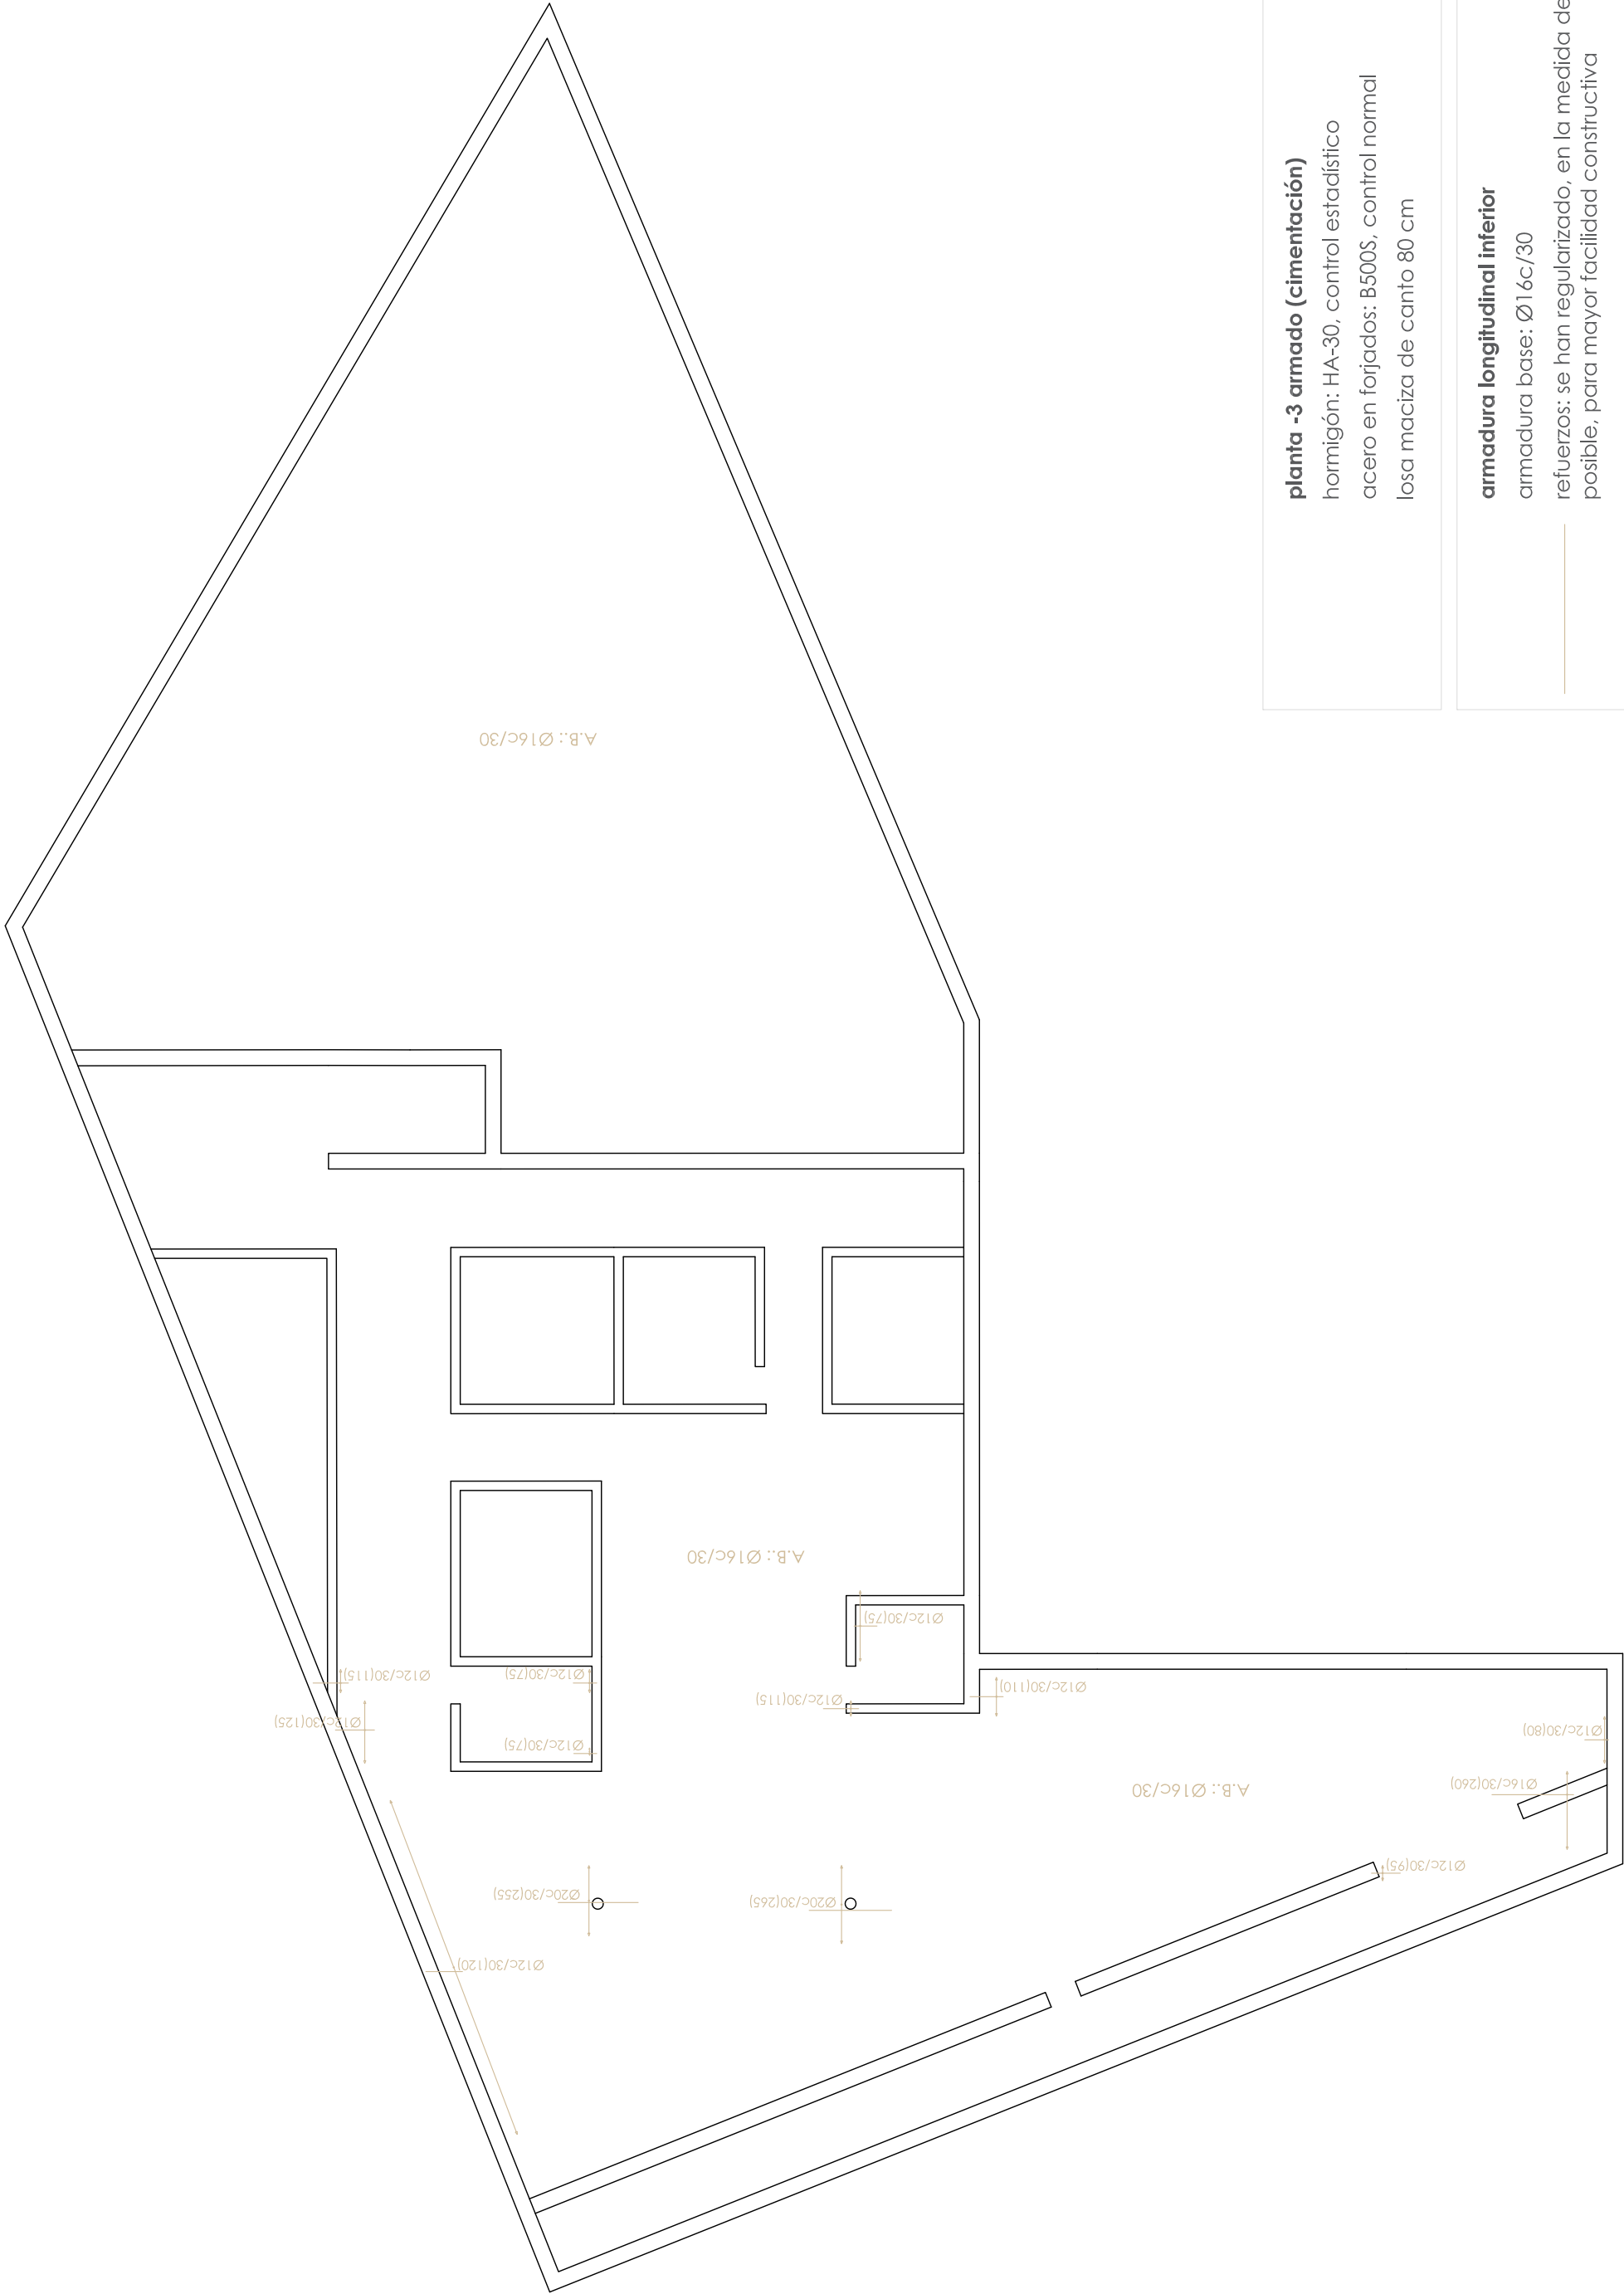 planta -3 armado (cimentación)
hormigón: HA-30, control estadístico
acero en forjados: B500S, control normal
losa maciza de canto 80 cm
armadura longitudinal inferior
armadura base: Ø16c/30
refuerzos: se han regularizado, en la medida de
posible, para mayor facilidad constructiva
A.B.: Ø16c/30
A.B.: Ø16c/30
Ø12c/30(75)
Ø12c/30(115)
Ø12c/30(75)
Ø12c/30(110)
Ø12c/30(115)
Ø12c/30(125)
Ø12c/30(80)
Ø12c/30(75)
Ø16c/30(260)
A.B.: Ø16c/30
Ø12c/30(95)
Ø20c/30(255)
Ø20c/30(265)
Ø12c/30(120)